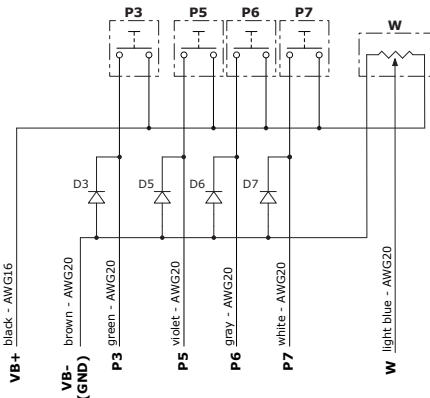 P3 P5 P6 P7 W
D3 D5 D6 D7
black - AWG16
VB+
brown - AWG20
VB-
(GND)
green - AWG20
P3
violet - AWG20
P5
gray - AWG20
P6
white - AWG20
P7
light blue - AWG20
W